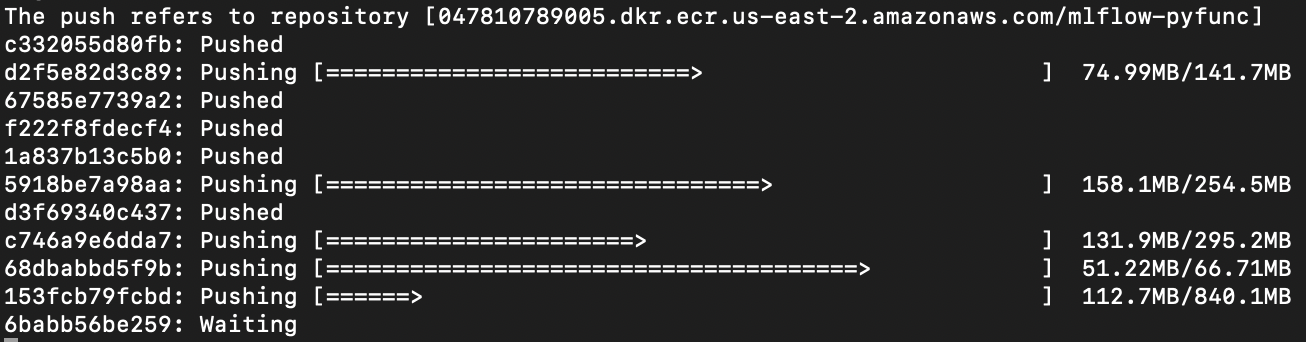 The push refers to repository [047810789005.dkr.ecr.us-east-2.amazonaws.com/mlflow-pyfunc]
c332055d80fb: Pushed
d2f5e82d3c89: Pushing [==========================>                        ]  74.99MB/141.7MB
67585e7739a2: Pushed
f222f8fdecf4: Pushed
1a837b13c5b0: Pushed
5918be7a98aa: Pushing [===============================>                   ]  158.1MB/254.5MB
d3f69340c437: Pushed
c746a9e6dda7: Pushing [======================>                            ]  131.9MB/295.2MB
68dbabbd5f9b: Pushing [======================================>            ]  51.22MB/66.71MB
153fcb79fcbd: Pushing [======>                                            ]  112.7MB/840.1MB
6babb56be259: Waiting